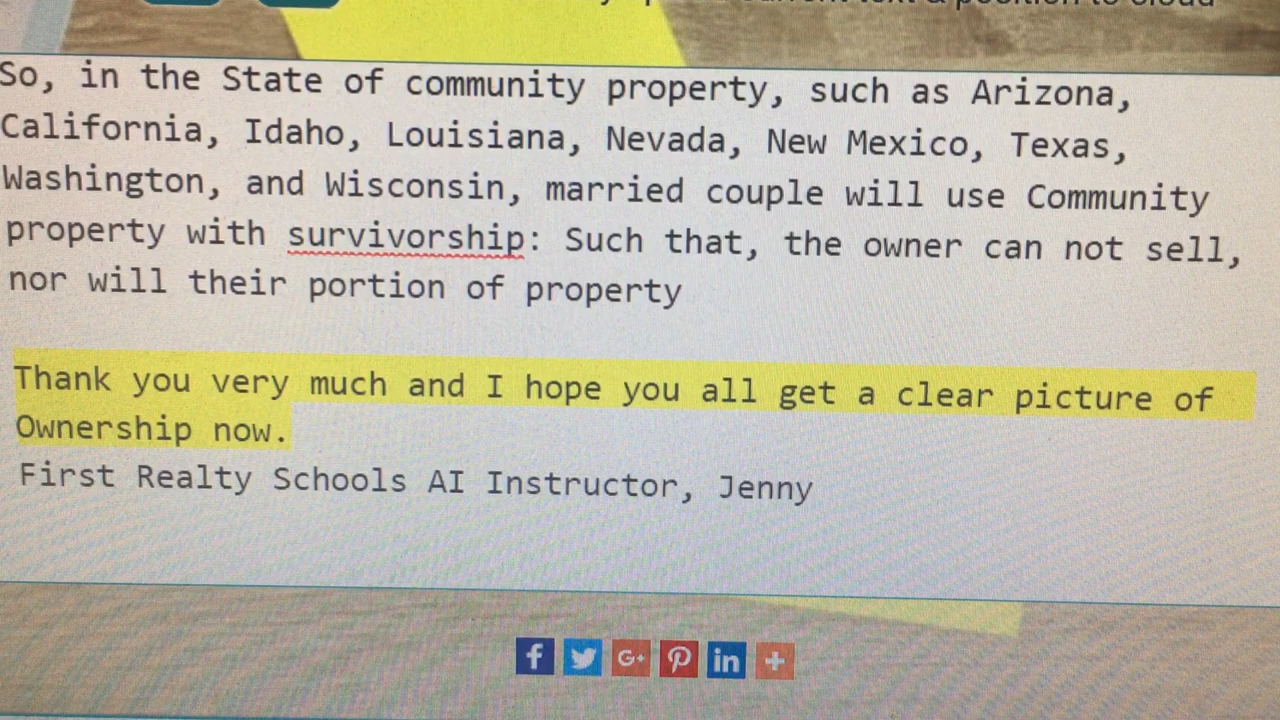 So, in the State of community property, such as Arizona,
California, Idaho, Louisiana, Nevada, New Mexico, Texas,
Washington, and Wisconsin, married couple will use Community
property with survivorship: Such that, the owner can not sell,
nor will their portion of property
Thank you very much and I hope you all get a clear picture of
Ownership now.
First Realty Schools AI Instructor, Jenny
f G+ P in +